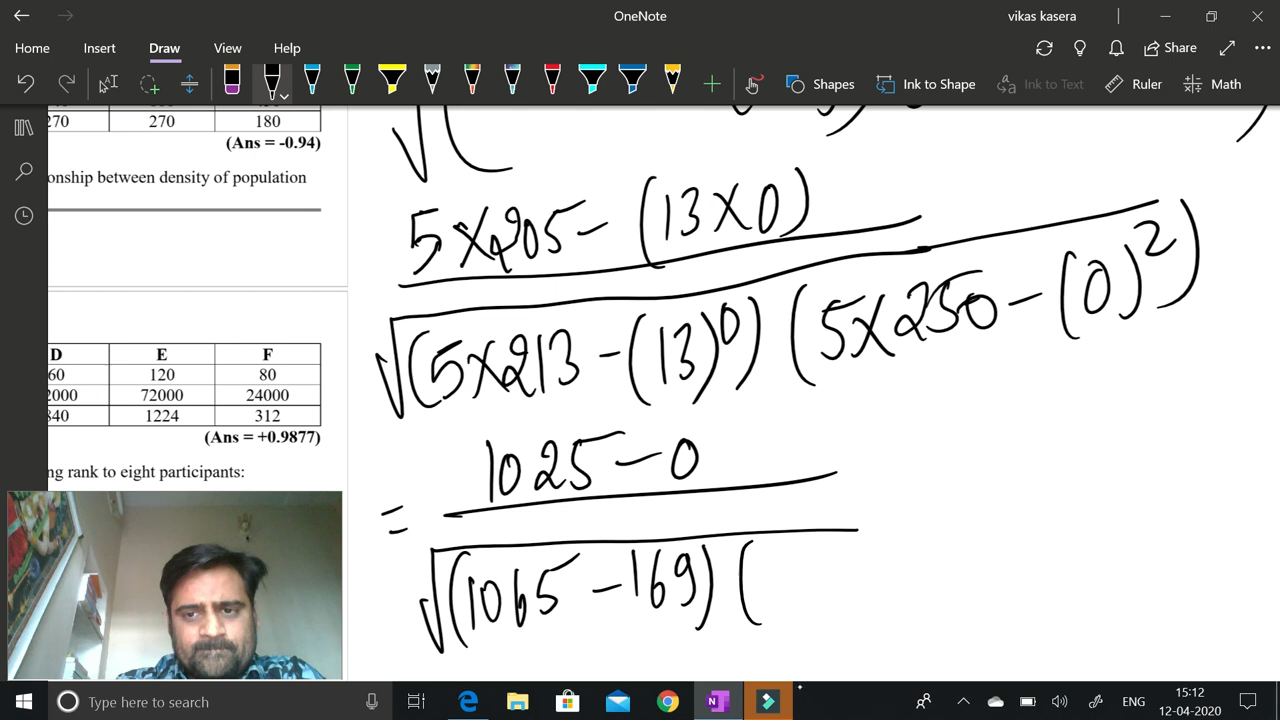 OneNote
vikas kasera
Home Insert Draw View Help
Share
Shapes Ink to Shape Ink to Text Ruler Math
270 270 180
(Ans = -0.94)
onship between density of population
D E F
60 120 80
2000 72000 24000
340 1224 312
(Ans = +0.9877)
ng rank to eight participants:
√(
5×205 - (13×0)
√(5×213 - (13)⁰) (5×250 - (0)²)
1025 - 0
=
√(1065 - 169) (
Type here to search
ENG
15:12
12-04-2020